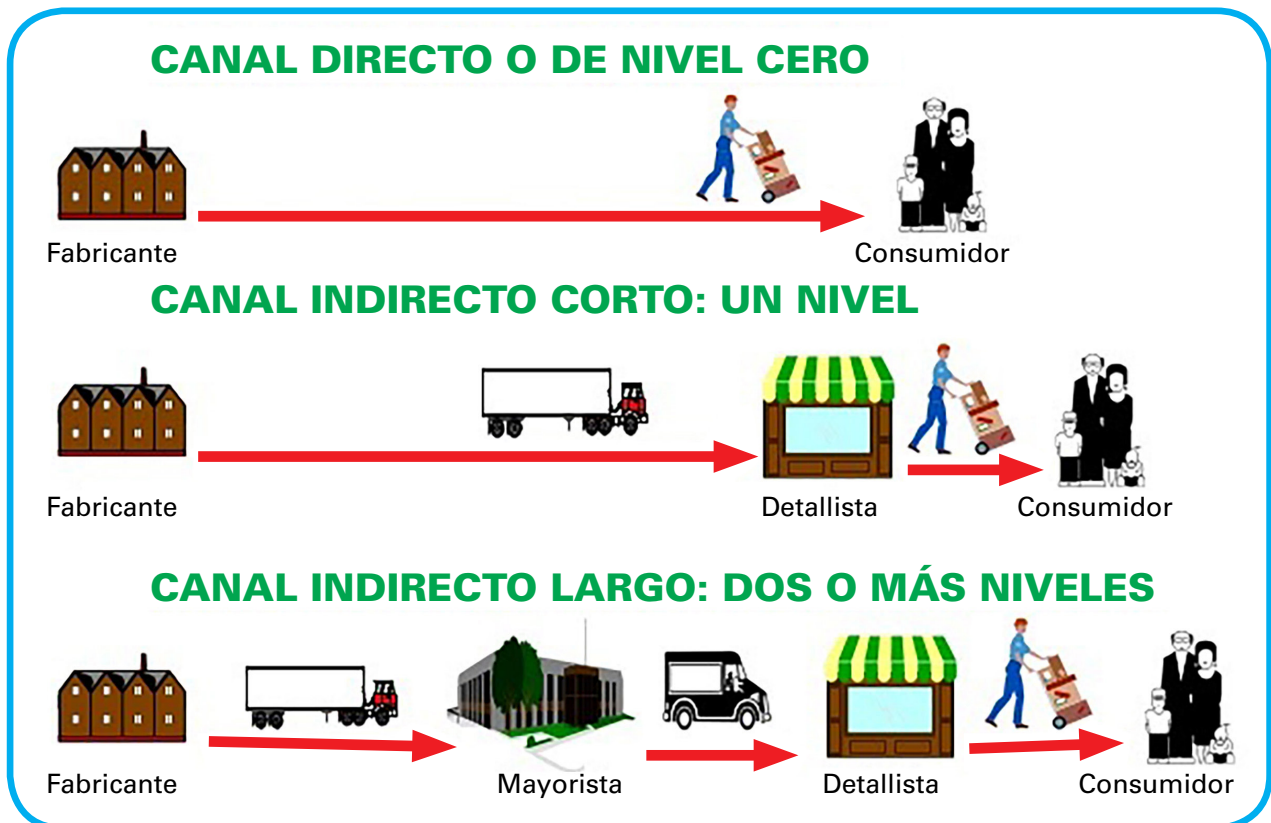 CANAL DIRECTO O DE NIVEL CERO
Fabricante
Consumidor
CANAL INDIRECTO CORTO: UN NIVEL
Fabricante
Detallista
Consumidor
CANAL INDIRECTO LARGO: DOS O MÁS NIVELES
Fabricante
Mayorista
Detallista
Consumidor